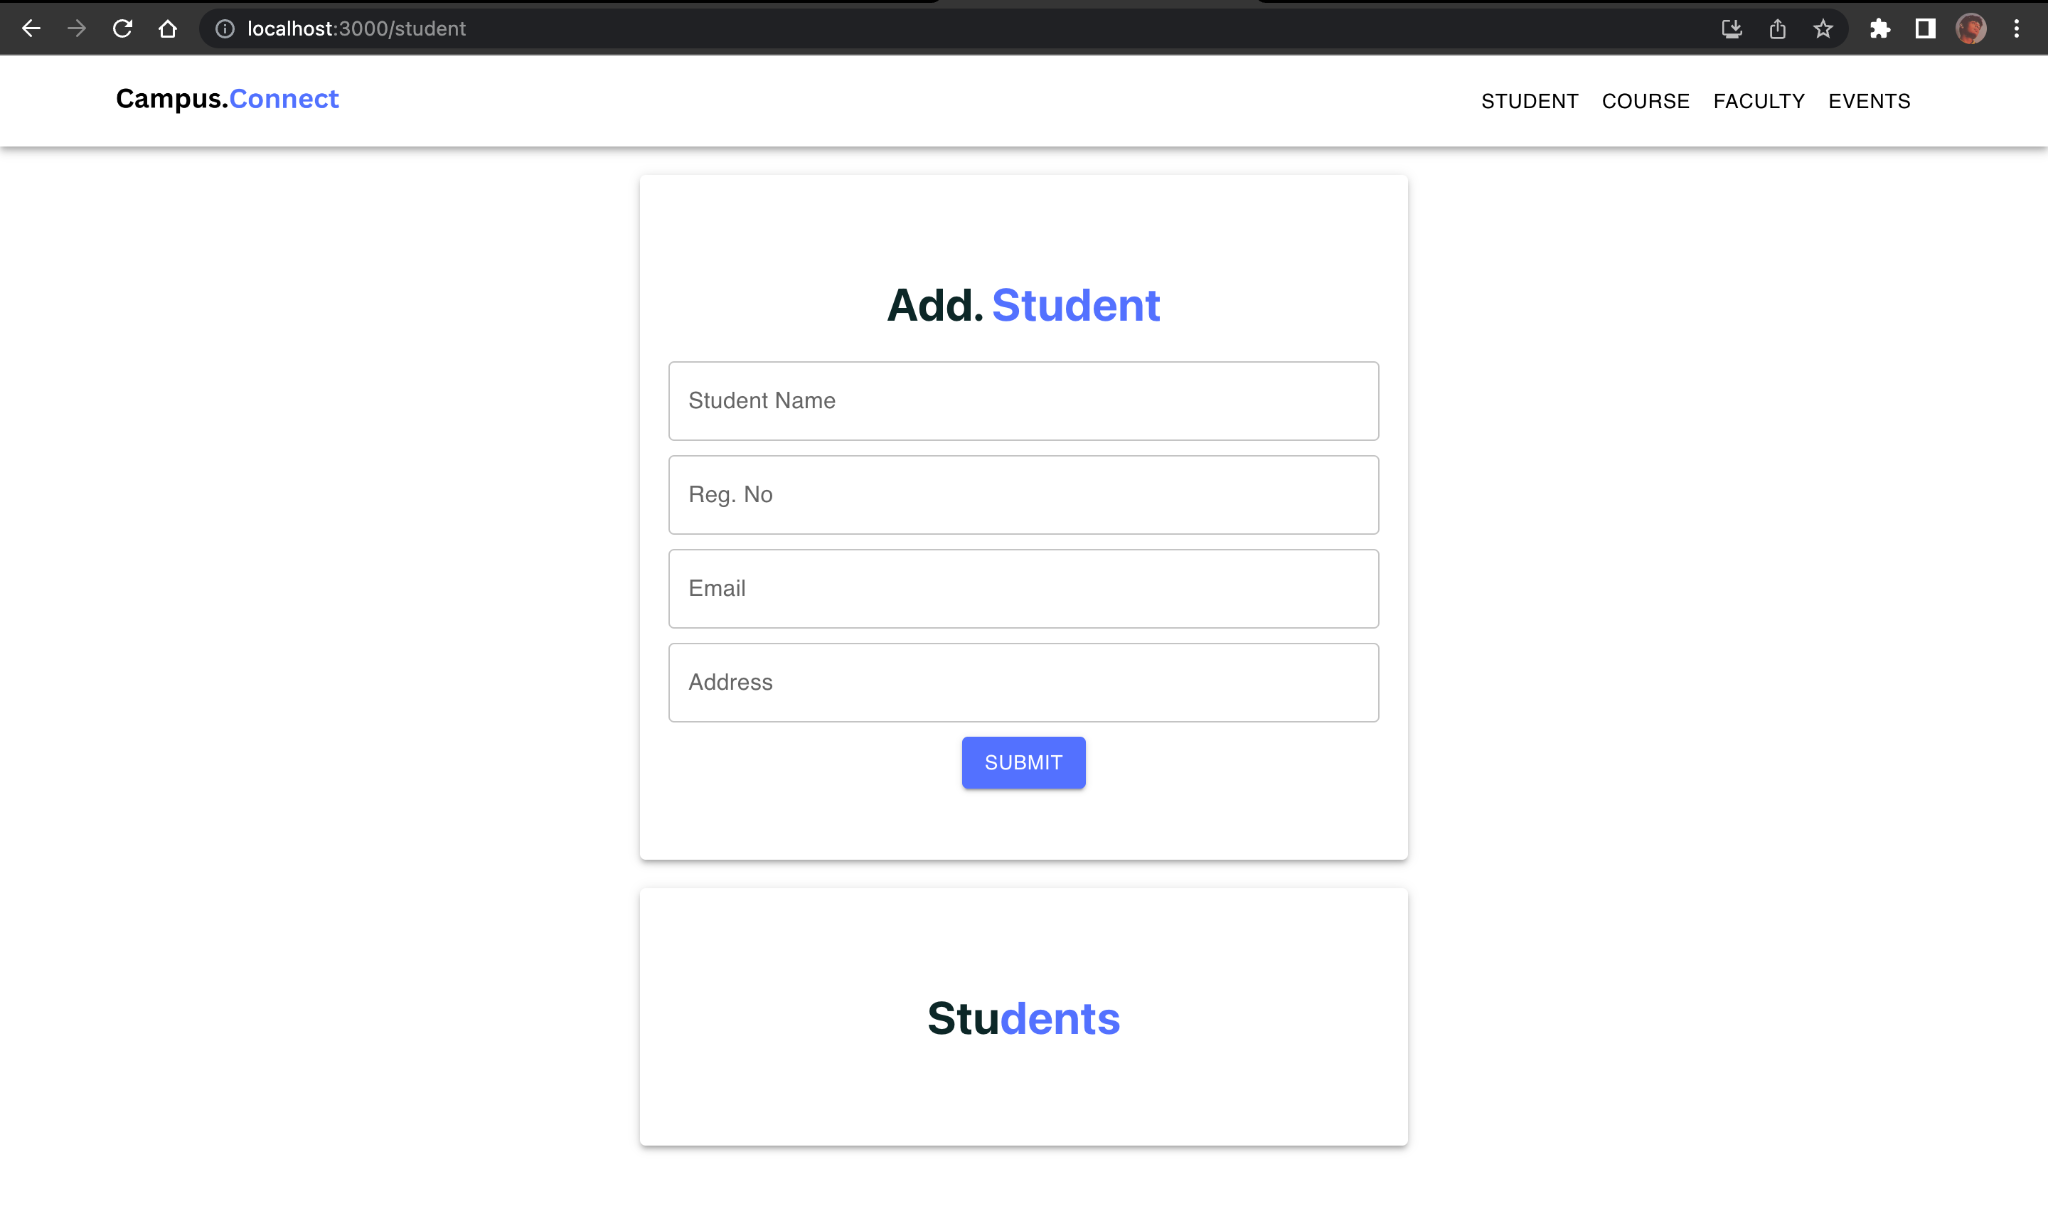 localhost:3000/student
Campus.Connect
STUDENT COURSE FACULTY EVENTS
Add. Student
Student Name
Reg. No
Email
Address
SUBMIT
Students